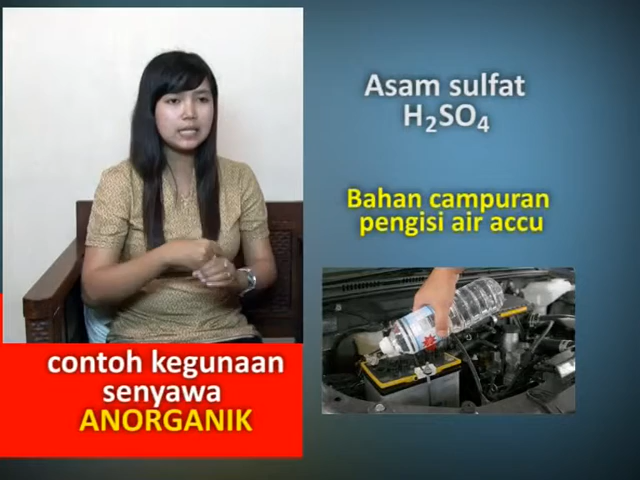 Asam sulfat
H₂SO₄
Bahan campuran
pengisi air accu
contoh kegunaan
senyawa
ANORGANIK